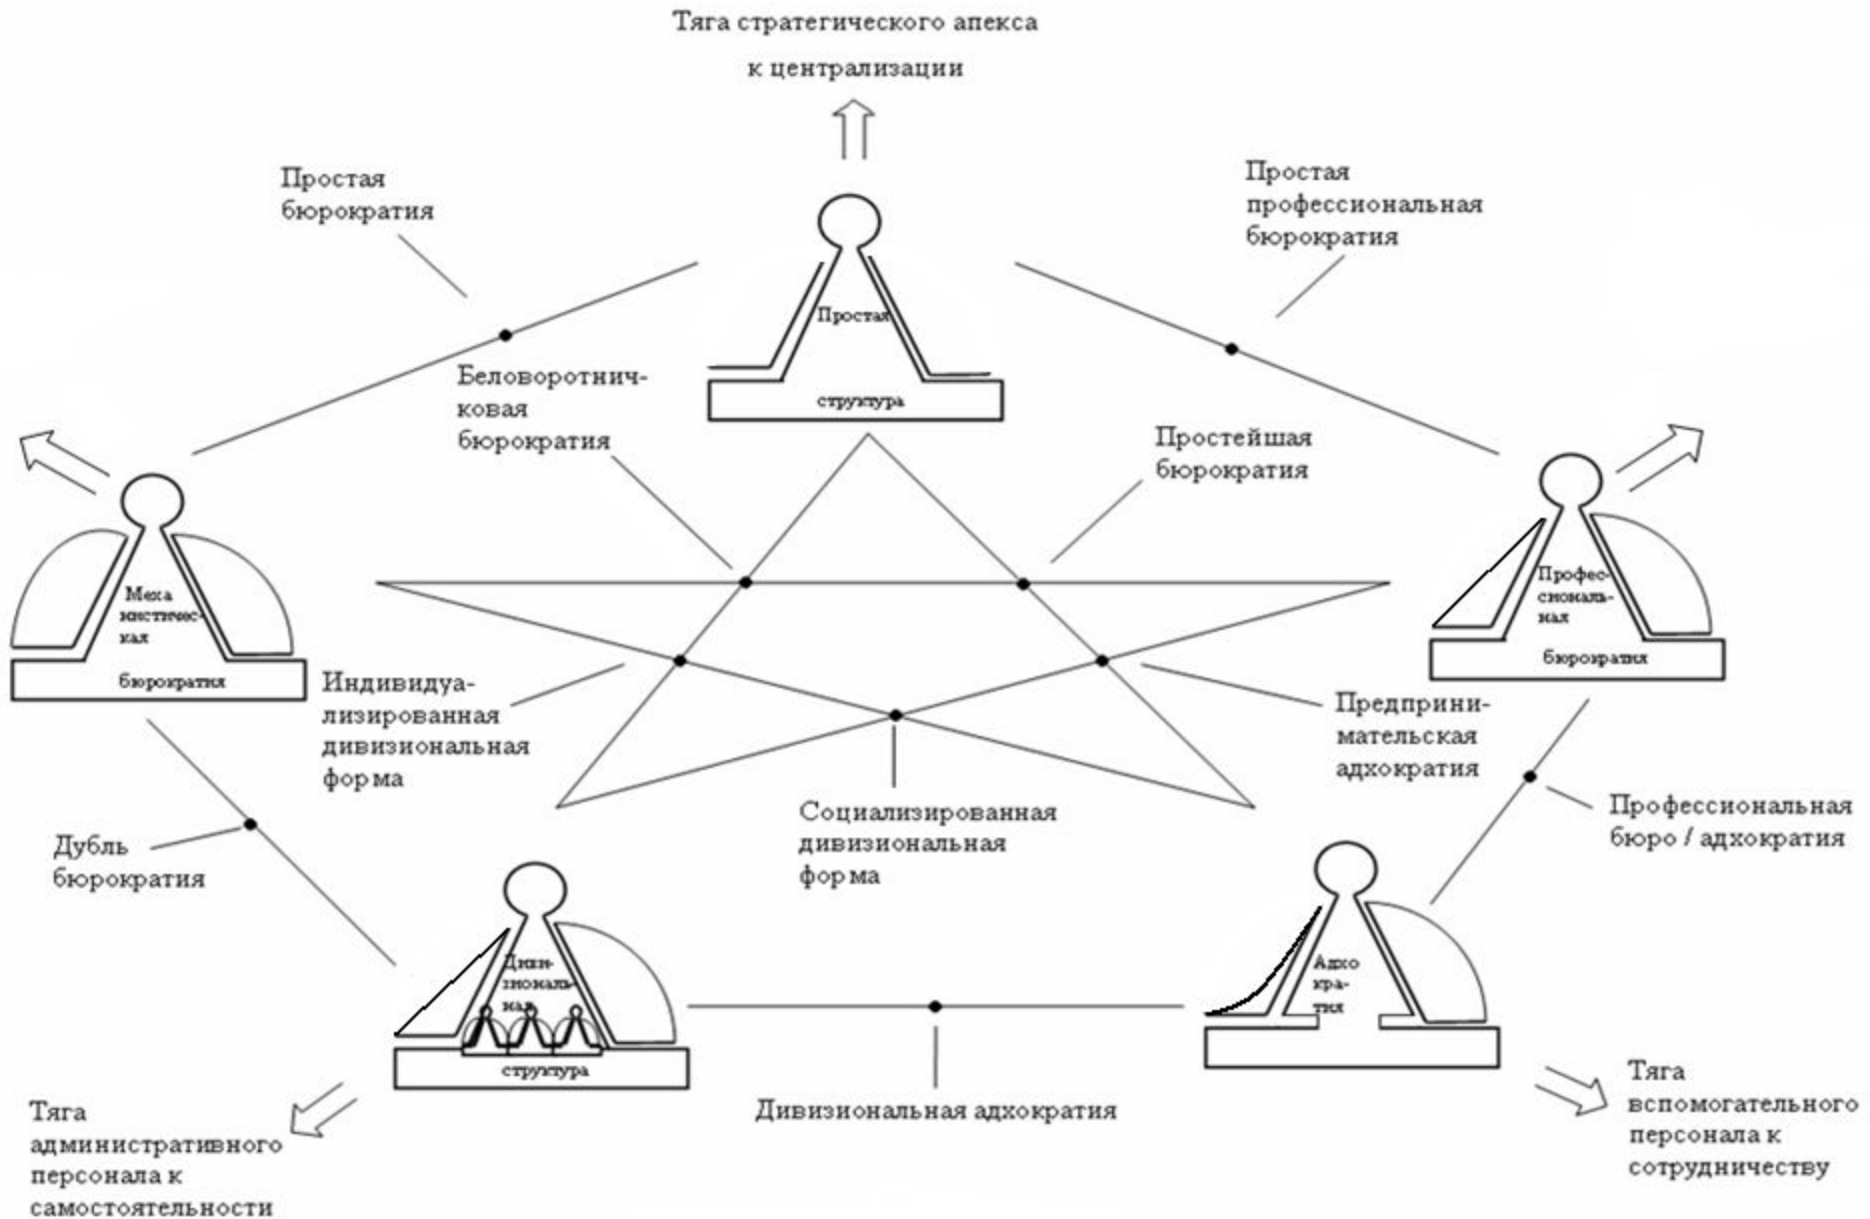 Тяга стратегического апекса
к централизации
Простая
бюрократия
Простая
профессиональная
бюрократия
Простая
структура
Беловоротнич-
ковая
бюрократия
Простейшая
бюрократия
Меха
нистичес-
кая
бюрократия
Профес-
сиональ-
ная
бюрократия
Индивидуа-
лизированная
дивизиональная
форма
Предприни-
мательская
адхократия
Социализированная
дивизиональная
форма
Профессиональная
бюро / адхократия
Дубль
бюрократия
Диви-
зиональ-
ная
структура
Адхо
кра-
тия
Дивизиональная адхократия
Тяга
административного
персонала к
самостоятельности
Тяга
вспомогательного
персонала к
сотрудничеству